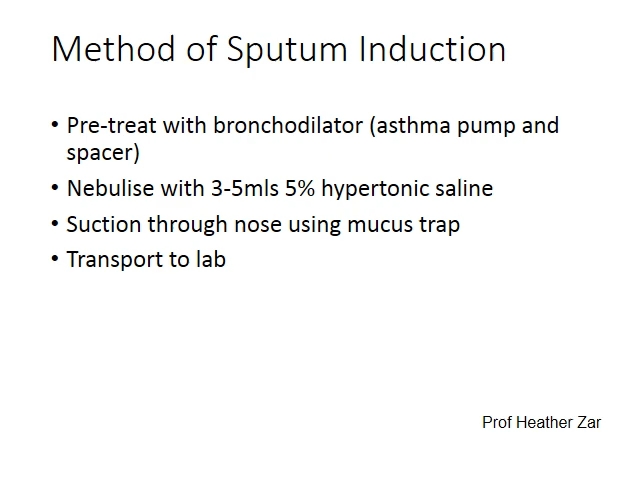 Method of Sputum Induction
• Pre-treat with bronchodilator (asthma pump and
spacer)
• Nebulise with 3-5mls 5% hypertonic saline
• Suction through nose using mucus trap
• Transport to lab
Prof Heather Zar